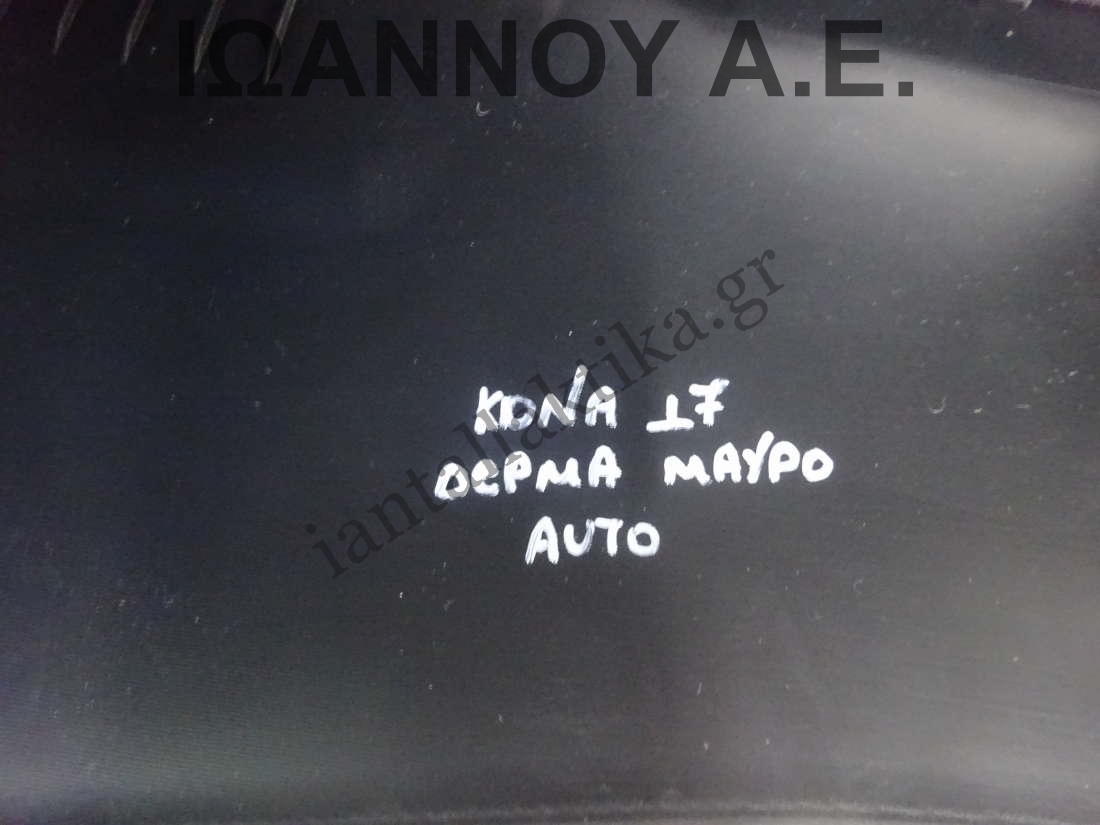 ΙΩΑΝΝΟΥ Α.Ε.
iantallaktika.gr
KONA 17
ΔΕΡΜΑ ΜΑΥΡΟ
AUTO